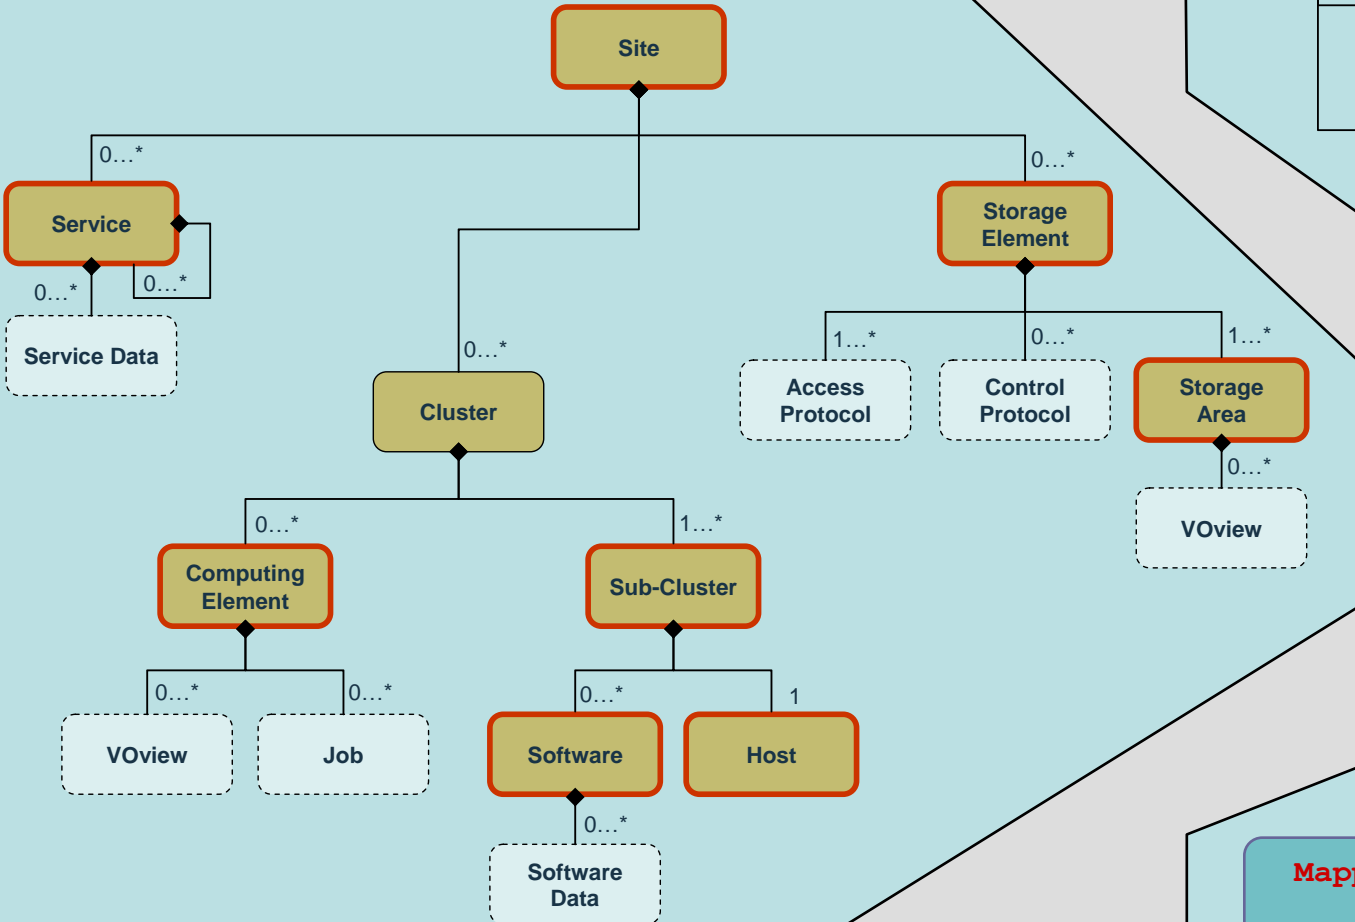 Site
0…*
0…*
Service
Storage
Element
0…*
0…*
Service Data
0…*
1…*
0…*
1…*
Cluster
Access
Protocol
Control
Protocol
Storage
Area
0…*
VOview
0…*
1…*
Computing
Element
Sub-Cluster
0…*
0…*
0…*
1
VOview
Job
Software
Host
0…*
Software
Data